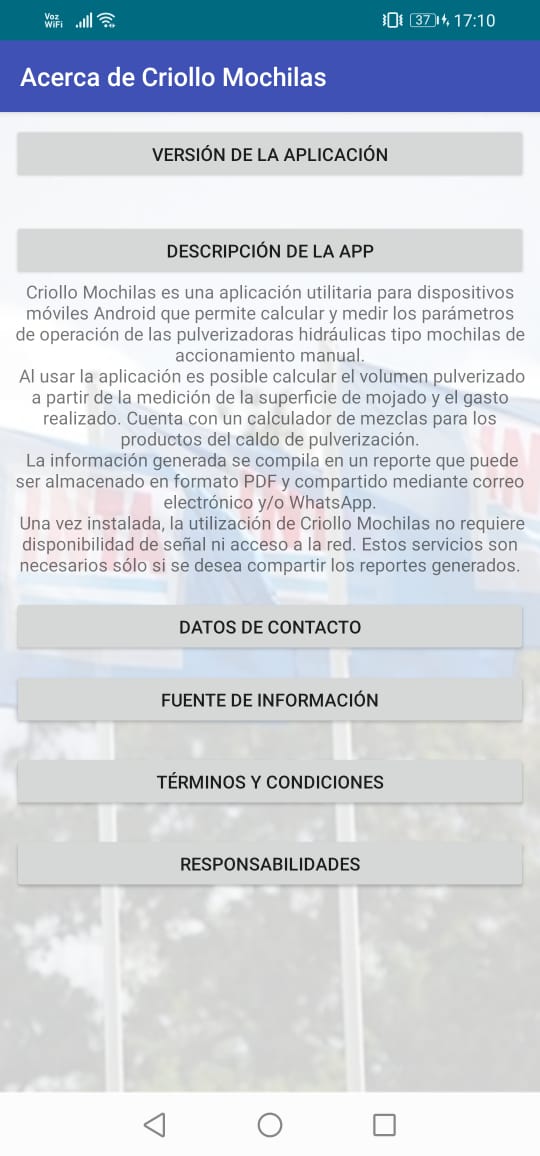 Voz
WiFi
37
17:10
Acerca de Criollo Mochilas
VERSIÓN DE LA APLICACIÓN
DESCRIPCIÓN DE LA APP
Criollo Mochilas es una aplicación utilitaria para dispositivos
móviles Android que permite calcular y medir los parámetros
de operación de las pulverizadoras hidráulicas tipo mochilas de
accionamiento manual.
Al usar la aplicación es posible calcular el volumen pulverizado
a partir de la medición de la superficie de mojado y el gasto
realizado. Cuenta con un calculador de mezclas para los
productos del caldo de pulverización.
La información generada se compila en un reporte que puede
ser almacenado en formato PDF y compartido mediante correo
electrónico y/o WhatsApp.
Una vez instalada, la utilización de Criollo Mochilas no requiere
disponibilidad de señal ni acceso a la red. Estos servicios son
necesarios sólo si se desea compartir los reportes generados.
DATOS DE CONTACTO
FUENTE DE INFORMACIÓN
TÉRMINOS Y CONDICIONES
RESPONSABILIDADES